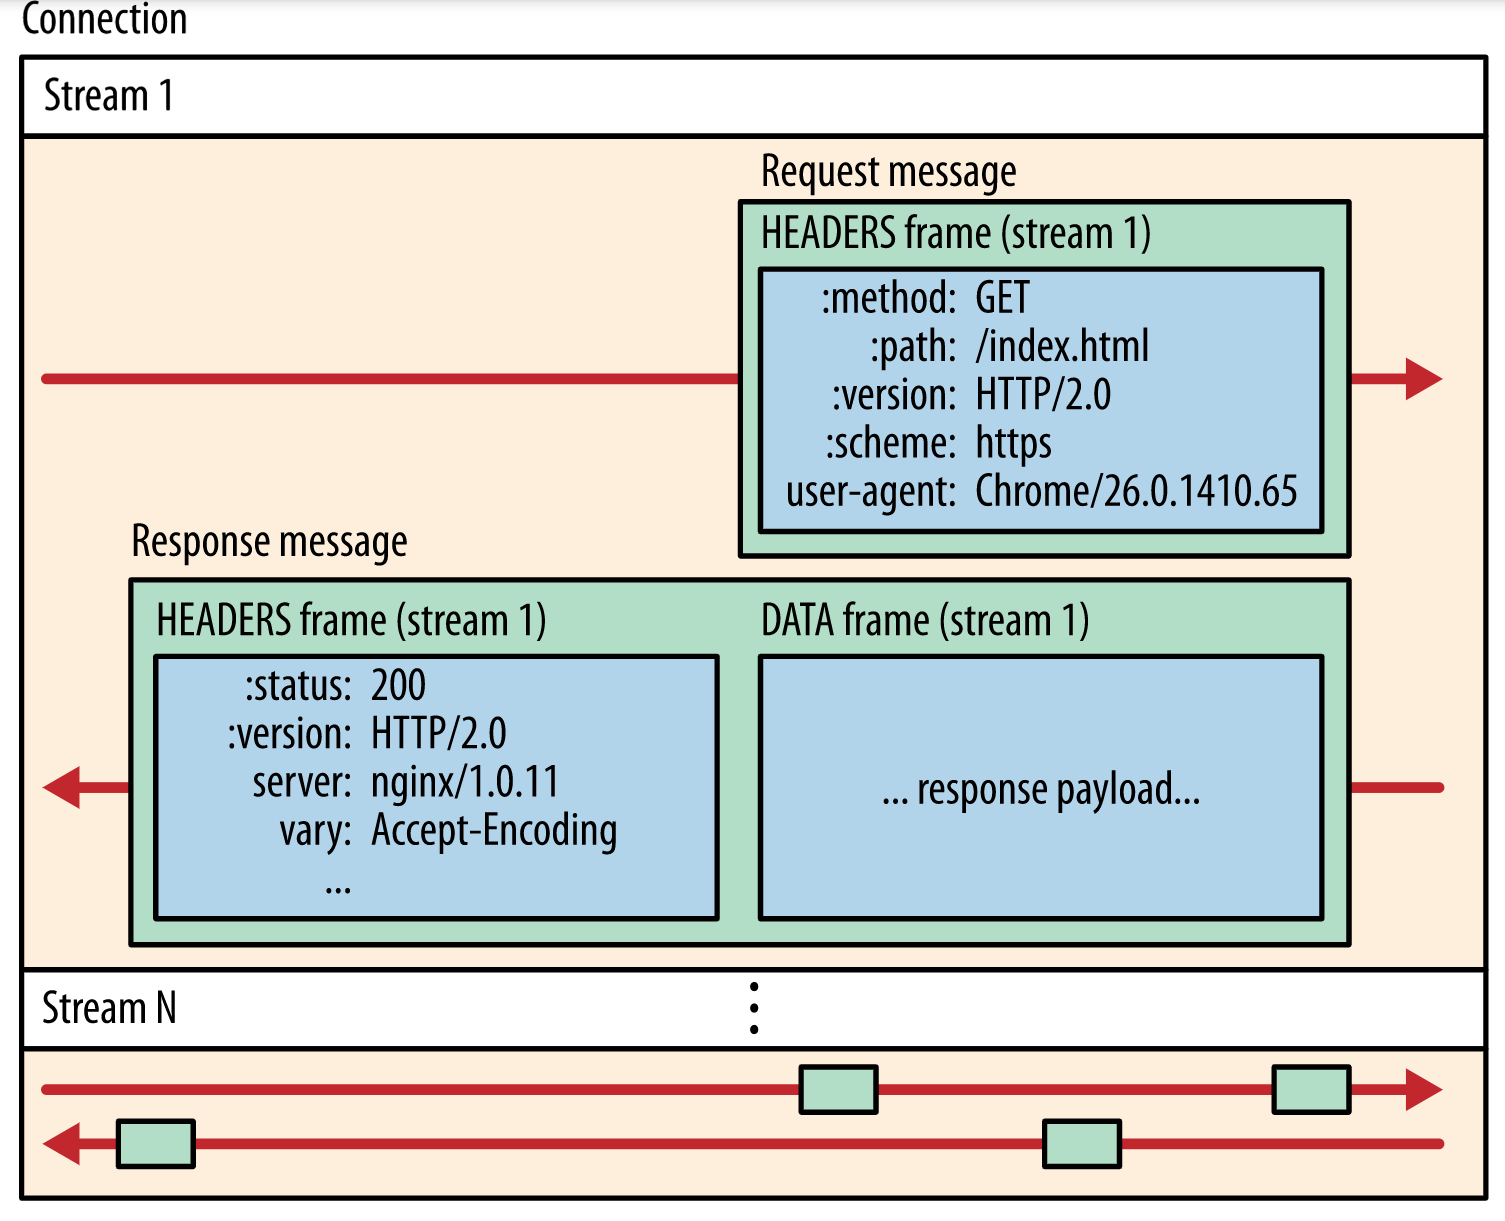 Connection
Stream 1
Request message
HEADERS frame (stream 1)
:method: GET
:path: /index.html
:version: HTTP/2.0
:scheme: https
user-agent: Chrome/26.0.1410.65
Response message
HEADERS frame (stream 1)
:status: 200
:version: HTTP/2.0
server: nginx/1.0.11
vary: Accept-Encoding
...
DATA frame (stream 1)
... response payload...
Stream N